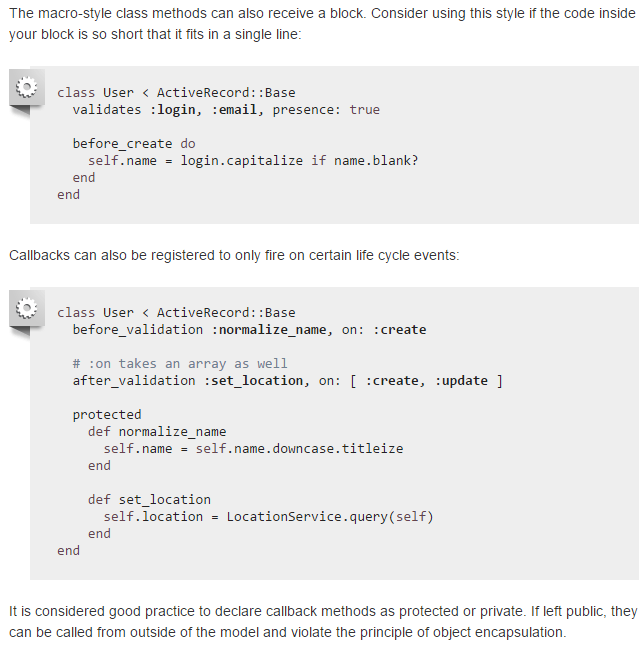 The macro-style class methods can also receive a block. Consider using this style if the code inside
your block is so short that it fits in a single line:
class User < ActiveRecord::Base
  validates :login, :email, presence: true

  before_create do
    self.name = login.capitalize if name.blank?
  end
end
Callbacks can also be registered to only fire on certain life cycle events:
class User < ActiveRecord::Base
  before_validation :normalize_name, on: :create

  # :on takes an array as well
  after_validation :set_location, on: [ :create, :update ]

  protected
    def normalize_name
      self.name = self.name.downcase.titleize
    end

    def set_location
      self.location = LocationService.query(self)
    end
end
It is considered good practice to declare callback methods as protected or private. If left public, they
can be called from outside of the model and violate the principle of object encapsulation.